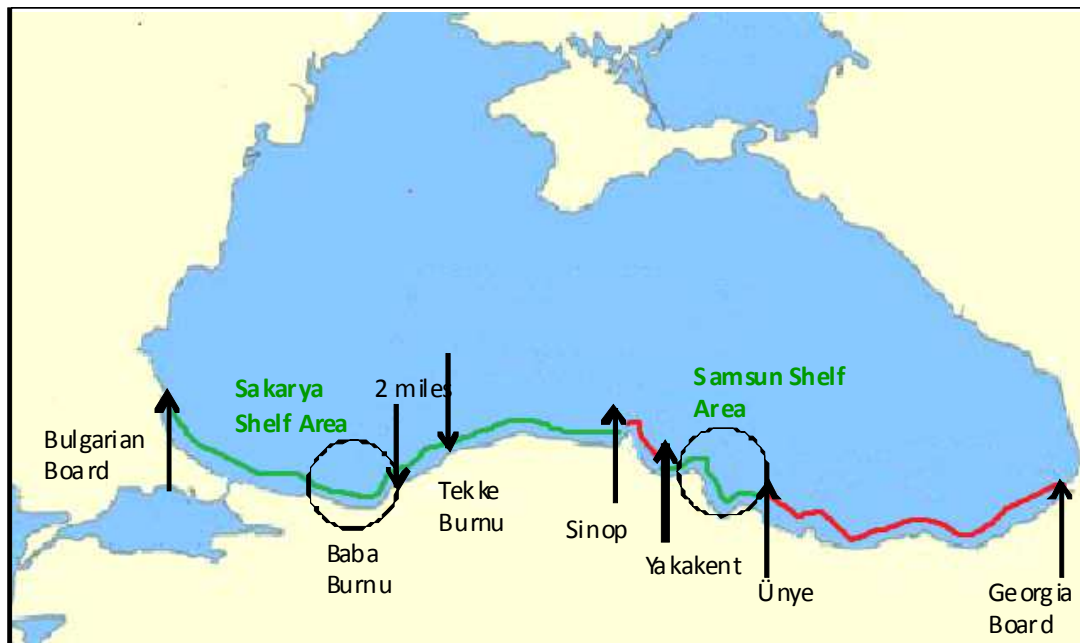 Sakarya
Shelf Area
2 miles
Samsun Shelf
Area
Bulgarian
Board
Tekke
Burnu
Baba
Burnu
Sinop
Yakakent
Ünye
Georgia
Board